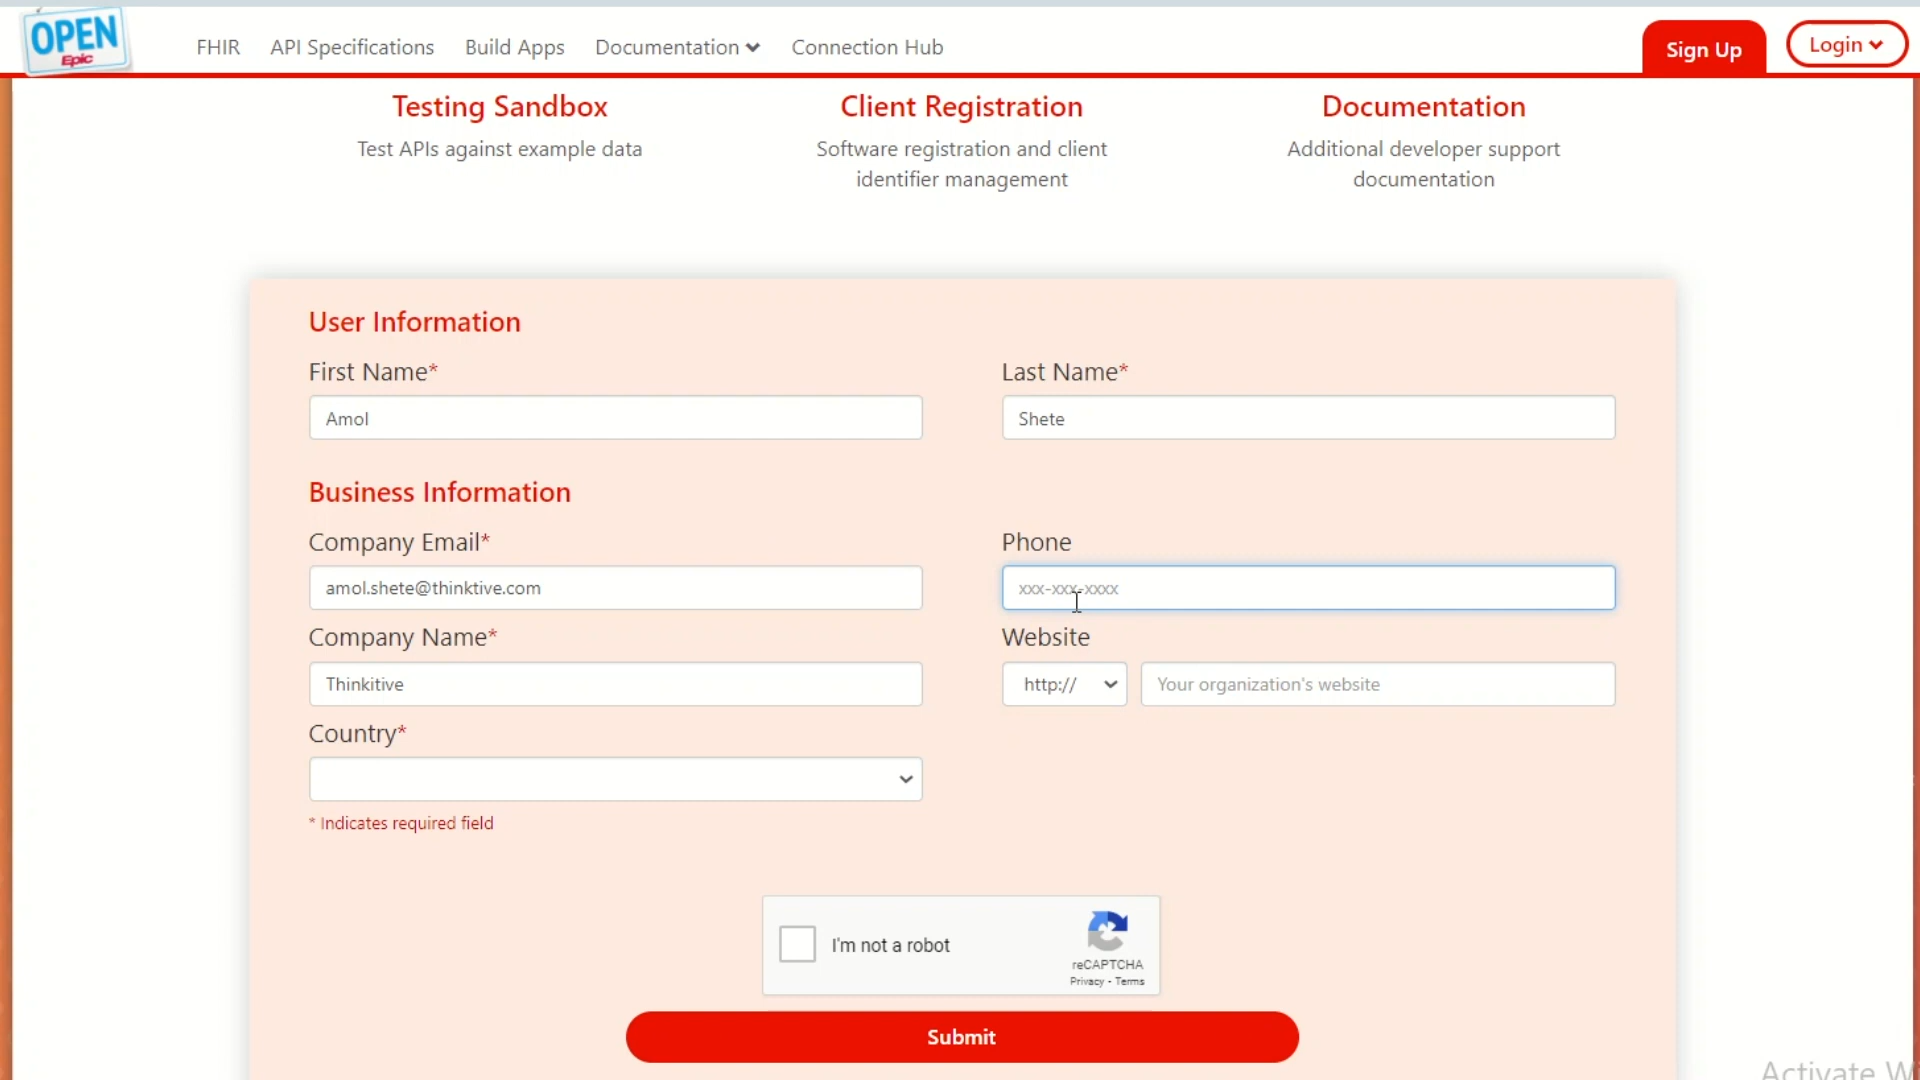 OPEN
Epic
FHIR
API Specifications
Build Apps
Documentation
Connection Hub
Sign Up
Login
Testing Sandbox
Test APIs against example data
Client Registration
Software registration and client
identifier management
Documentation
Additional developer support
documentation
User Information
First Name*
Amol
Last Name*
Shete
Business Information
Company Email*
amol.shete@thinktive.com
Phone
xxx-xxx-xxxx
Company Name*
Thinkitive
Website
http://
Your organization's website
Country*
* Indicates required field
I'm not a robot
reCAPTCHA
Privacy - Terms
Submit
Activate W